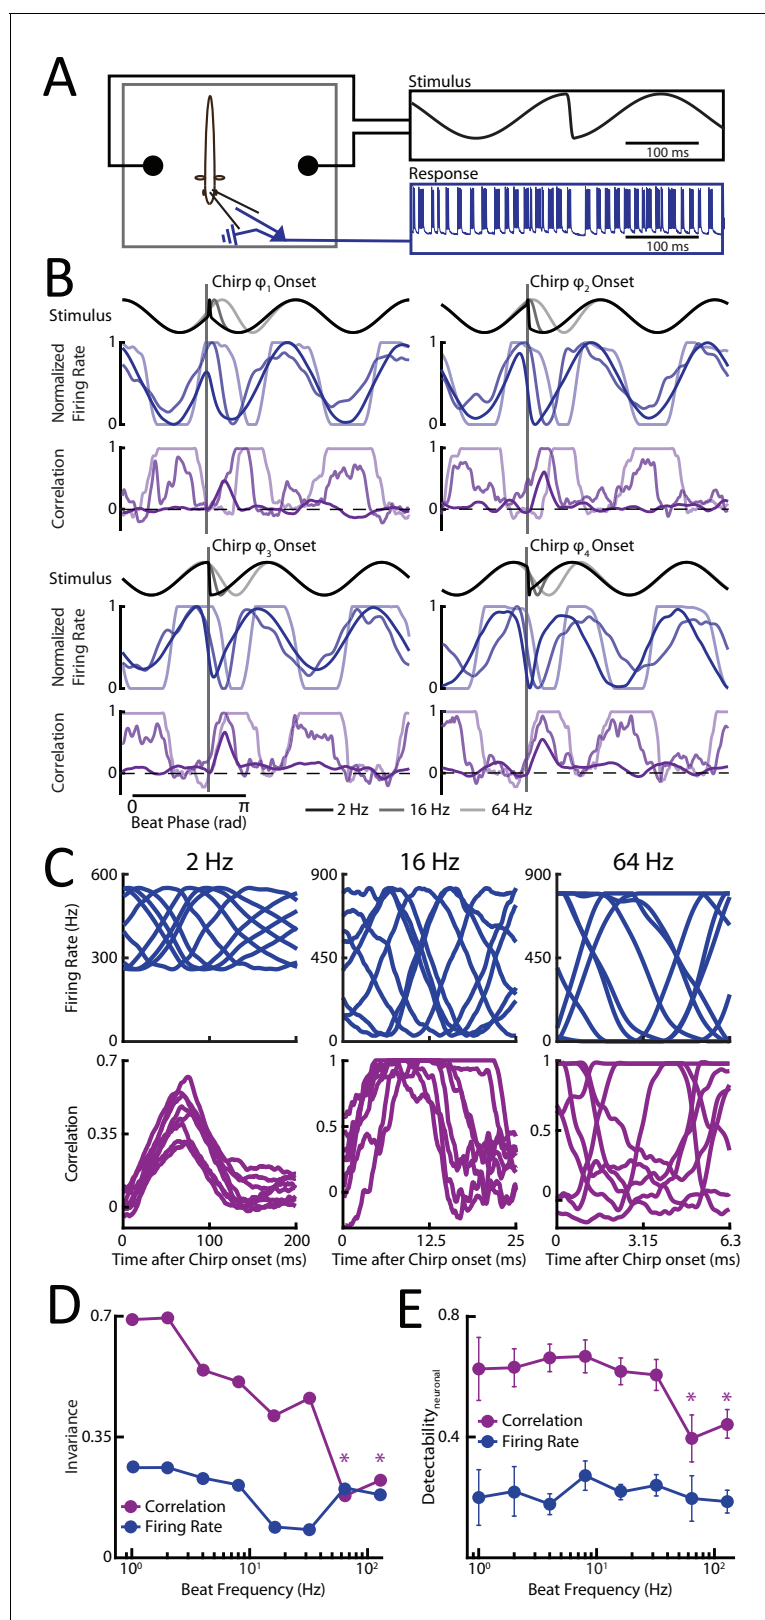 A
Stimulus
100 ms
Response
100 ms
B
Chirp φ1 Onset
Chirp φ2 Onset
Stimulus
1
Normalized
Firing Rate
0
1
0
1
Correlation
0
1
0
Chirp φ3 Onset
Chirp φ4 Onset
Stimulus
1
Normalized
Firing Rate
0
1
0
1
Correlation
0
1
0
0
π
Beat Phase (rad)
2 Hz
16 Hz
64 Hz
C
2 Hz
16 Hz
64 Hz
600
300
0
Firing Rate (Hz)
900
450
0
900
450
0
0.7
0.35
0
Correlation
1
0.5
0
1
0.5
0
0
100
200
0
12.5
25
0
3.15
6.3
Time after Chirp onset (ms)
Time after Chirp onset (ms)
Time after Chirp onset (ms)
D
0.7
0.35
0
Invariance
*
*
Correlation
Firing Rate
10⁰
10¹
10²
Beat Frequency (Hz)
E
0.8
0.4
Detectability neuronal
*
*
Correlation
Firing Rate
10⁰
10¹
10²
Beat Frequency (Hz)